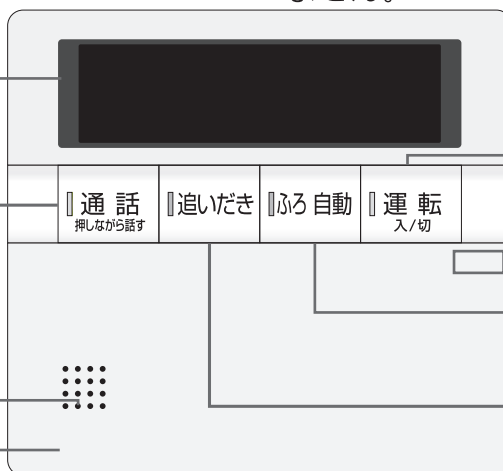 通話
押しながら話す
追いだき
ふろ自動
運転
入/切